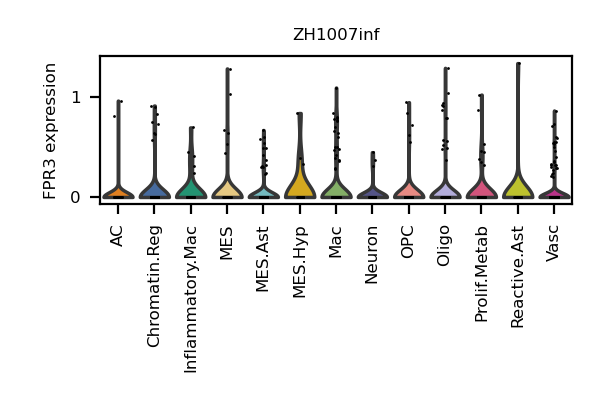 ZH1007inf
FPR3 expression
1
0
AC
Chromatin.Reg
Inflammatory.Mac
MES
MES.Ast
MES.Hyp
Mac
Neuron
OPC
Oligo
Prolif.Metab
Reactive.Ast
Vasc